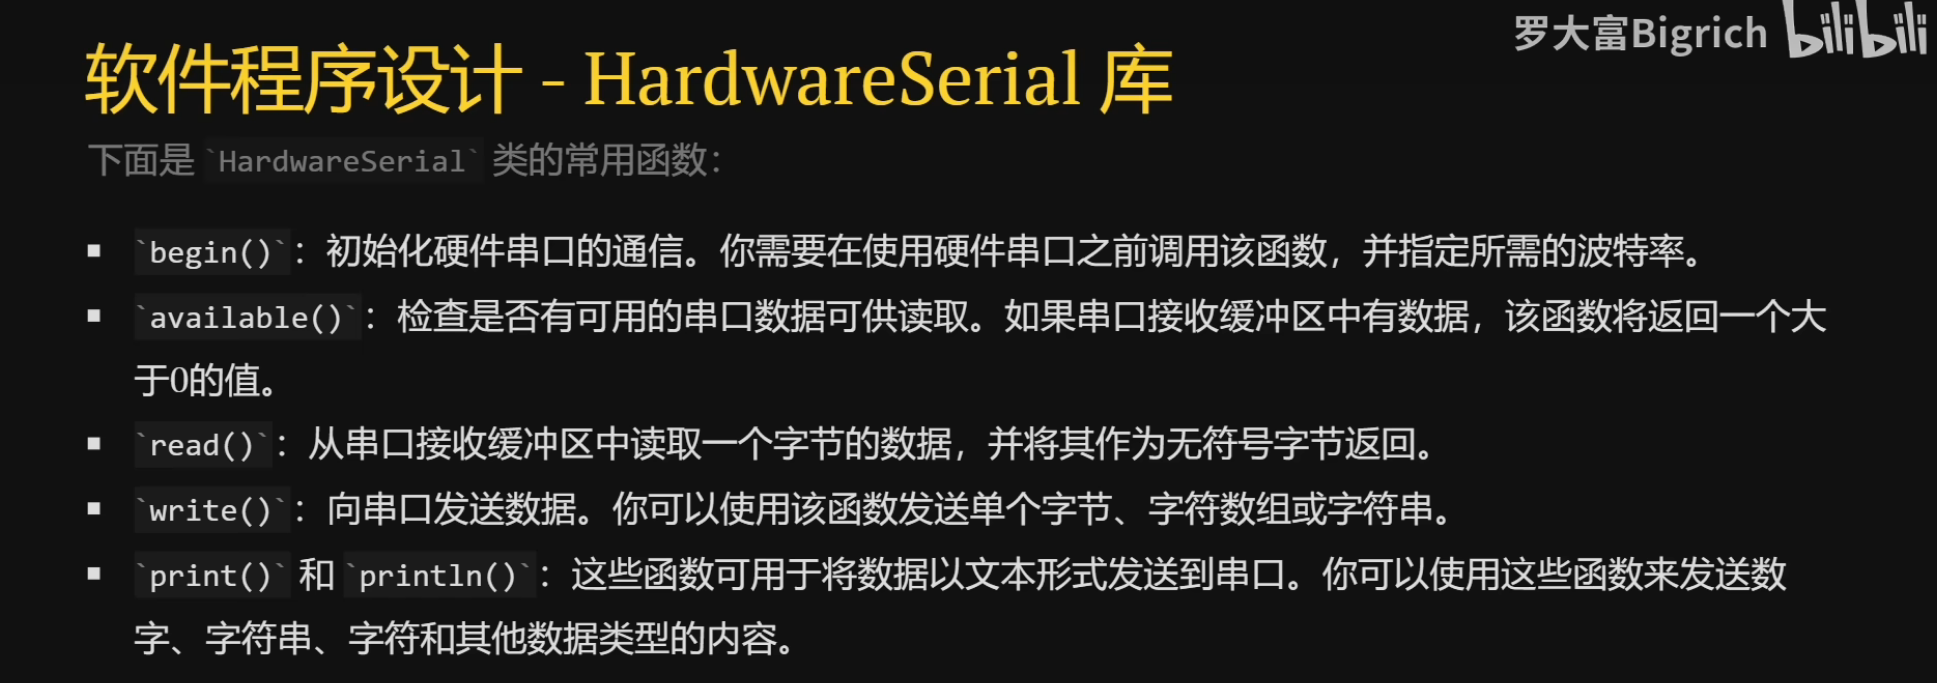 罗大富Bigrich bilibili
软件程序设计 - HardwareSerial 库
下面是 `HardwareSerial` 类的常用函数：
▪ `begin()`：初始化硬件串口的通信。你需要在使用硬件串口之前调用该函数，并指定所需的波特率。
▪ `available()`：检查是否有可用的串口数据可供读取。如果串口接收缓冲区中有数据，该函数将返回一个大
于0的值。
▪ `read()`：从串口接收缓冲区中读取一个字节的数据，并将其作为无符号字节返回。
▪ `write()`：向串口发送数据。你可以使用该函数发送单个字节、字符数组或字符串。
▪ `print()` 和 `println()`：这些函数可用于将数据以文本形式发送到串口。你可以使用这些函数来发送数
字、字符串、字符和其他数据类型的内容。